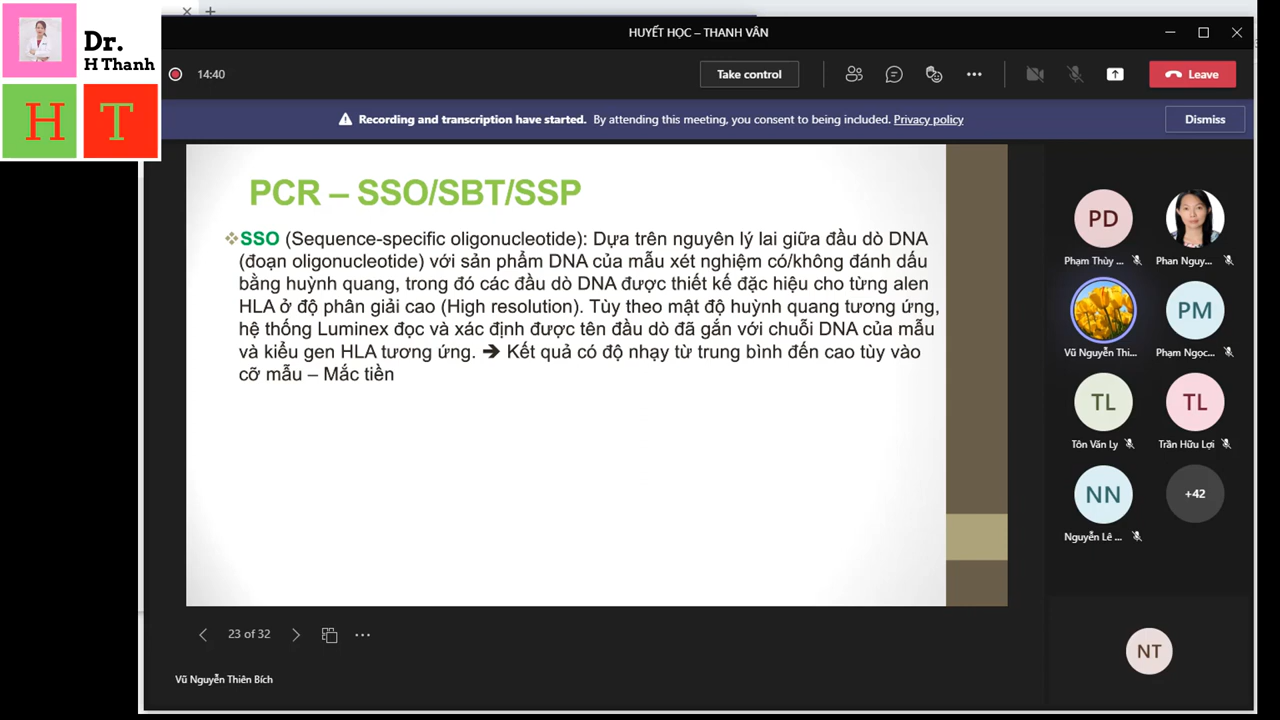 Dr.
H Thanh
H T
HUYẾT HỌC – THANH VÂN
14:40
Take control
Leave
Recording and transcription have started. By attending this meeting, you consent to being included. Privacy policy
Dismiss
PCR – SSO/SBT/SSP
SSO (Sequence-specific oligonucleotide): Dựa trên nguyên lý lai giữa đầu dò DNA
(đoạn oligonucleotide) với sản phẩm DNA của mẫu xét nghiệm có/không đánh dấu
bằng huỳnh quang, trong đó các đầu dò DNA được thiết kế đặc hiệu cho từng alen
HLA ở độ phân giải cao (High resolution). Tùy theo mật độ huỳnh quang tương ứng,
hệ thống Luminex đọc và xác định được tên đầu dò đã gắn với chuỗi DNA của mẫu
và kiểu gen HLA tương ứng. ➔ Kết quả có độ nhạy từ trung bình đến cao tùy vào
cỡ mẫu – Mắc tiền
PD
Phạm Thùy ...
Phan Nguy...
Vũ Nguyễn Thi...
PM
Phạm Ngọc...
TL
Tôn Văn Ly
TL
Trần Hữu Lợi
NN
Nguyễn Lê ...
+42
NT
23 of 32
Vũ Nguyễn Thiên Bích